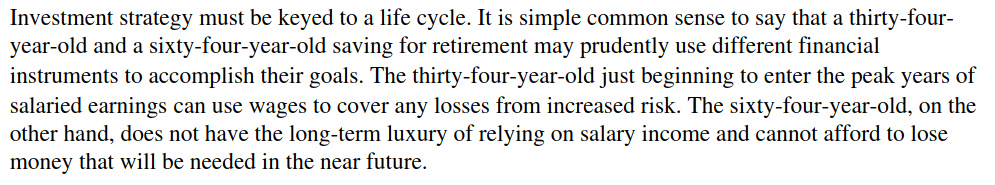 Investment strategy must be keyed to a life cycle. It is simple common sense to say that a thirty-four-
year-old and a sixty-four-year-old saving for retirement may prudently use different financial
instruments to accomplish their goals. The thirty-four-year-old just beginning to enter the peak years of
salaried earnings can use wages to cover any losses from increased risk. The sixty-four-year-old, on the
other hand, does not have the long-term luxury of relying on salary income and cannot afford to lose
money that will be needed in the near future.